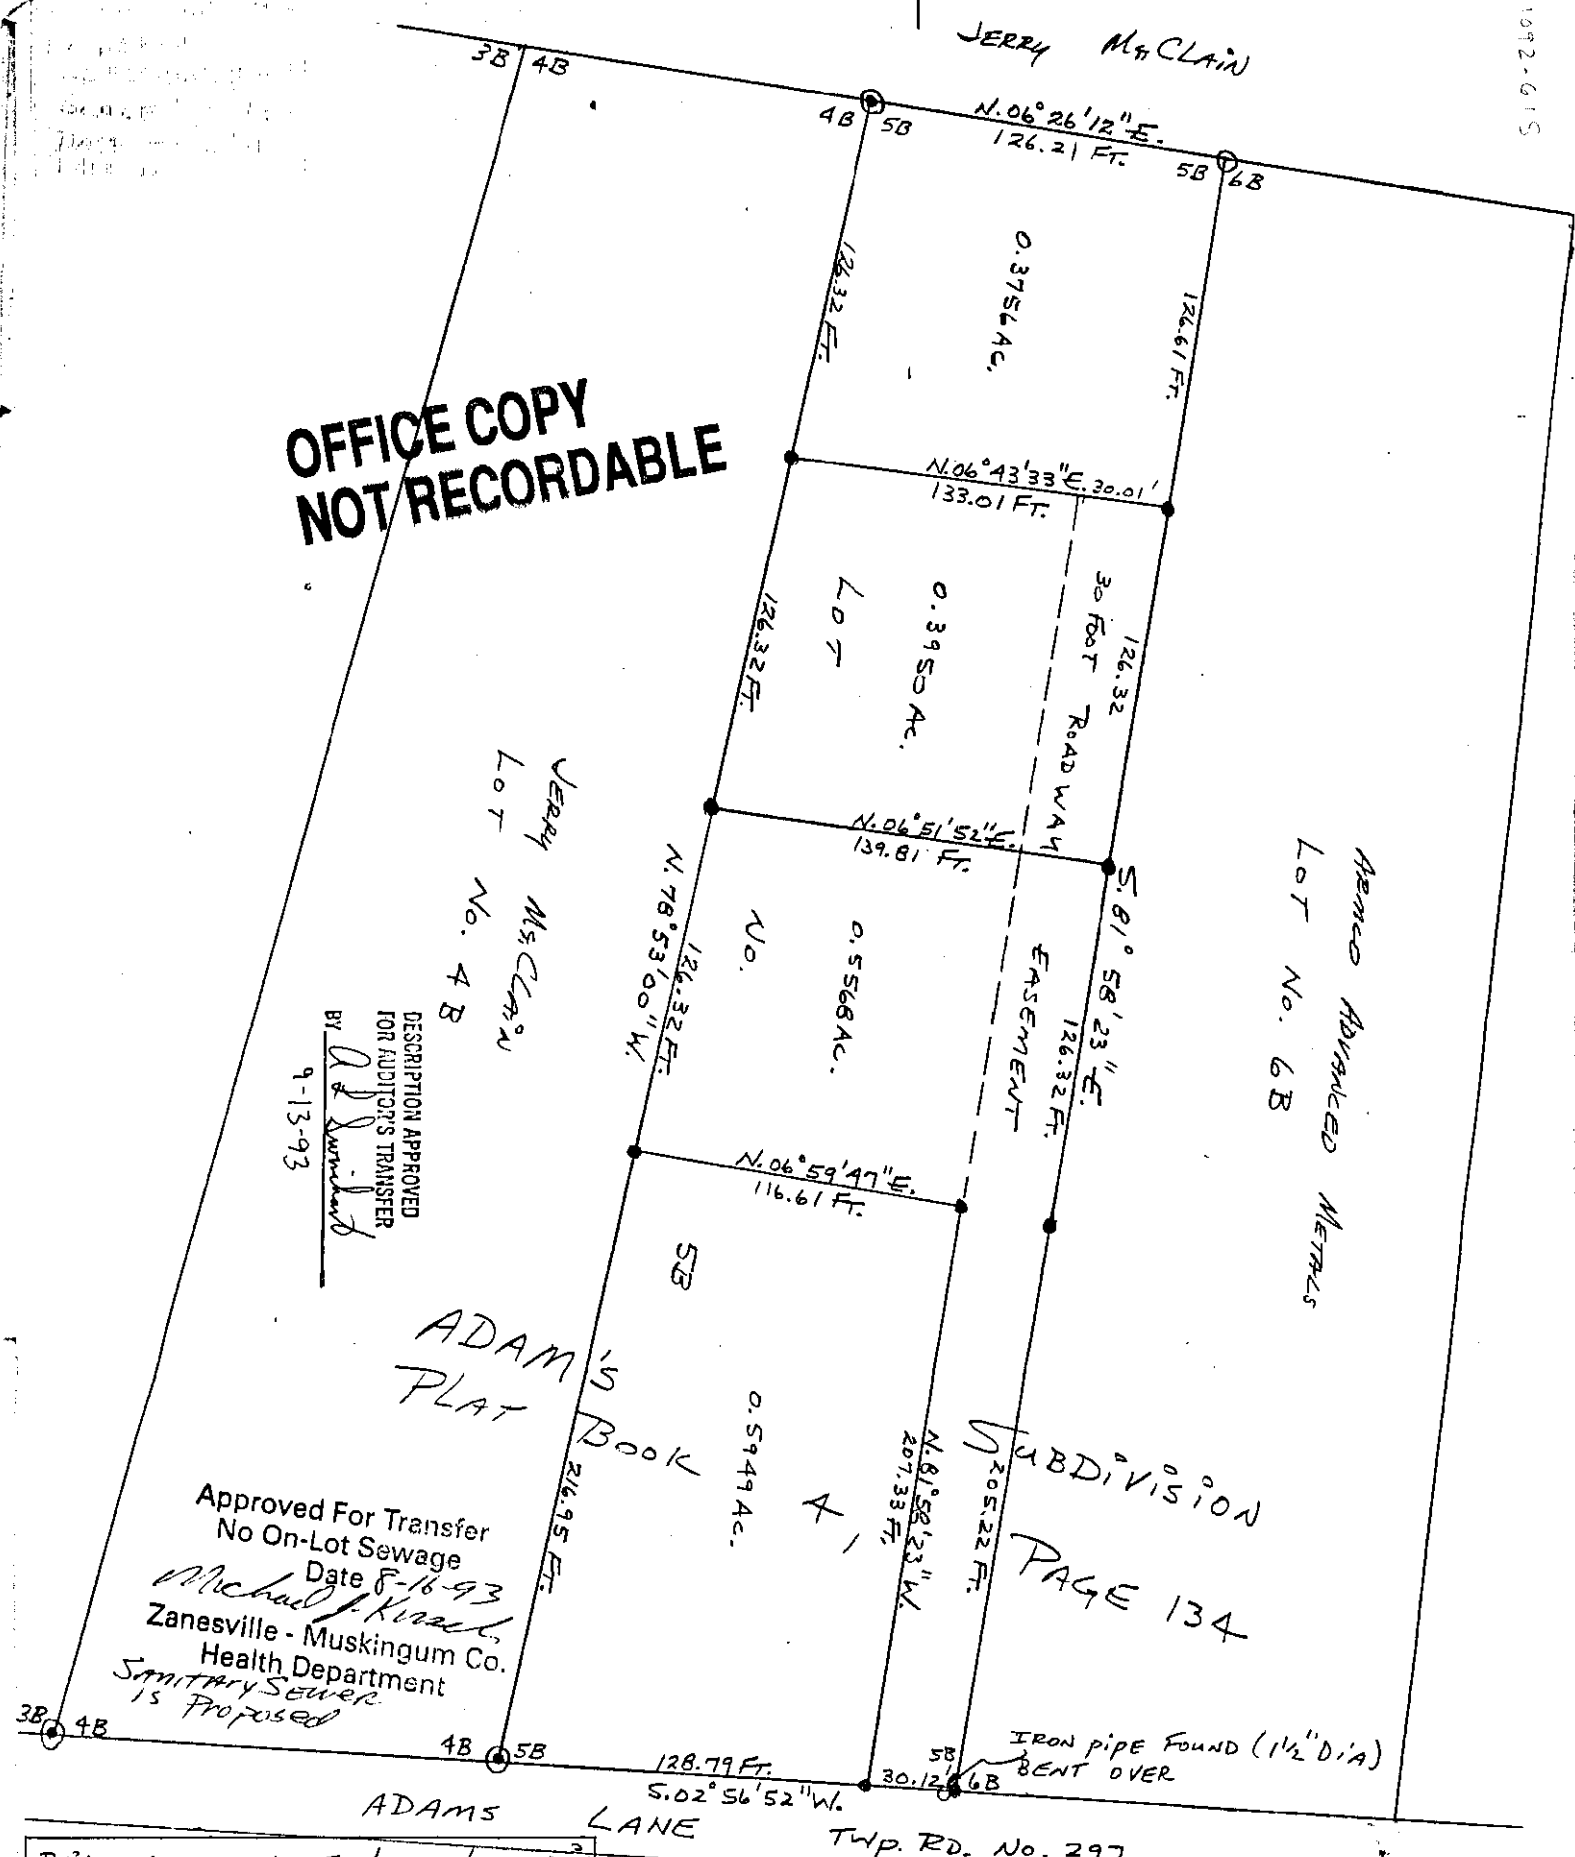 JERRY McCLAIN
1092-615
3B 4B
4B 5B
N.06°26'12"E.
126.21 FT.
5B 6B
126.32 FT.
0.3756 Ac.
126.61 FT.
OFFICE COPY
NOT RECORDABLE
N.06°43'33"E. 30.01'
133.01 FT.
126.32 FT.
LOT
0.3950 Ac.
30 FOOT ROADWAY
126.32
N.06°51'52"E.
139.81 FT.
JERRY McCLAIN
LOT No. 4B
126.32 FT.
N.78°53'00"W.
No.
0.5568 Ac.
EASEMENT
S.81°58'23"E.
126.32 FT.
ARMCO ADVANCED METALS
LOT No. 6B
DESCRIPTION APPROVED
FOR AUDITOR'S TRANSFER
BY
9-13-93
N.06°59'47"E.
116.61 FT.
5B
ADAM'S SUBDIVISION
PLAT BOOK 4, PAGE 134
0.5949 Ac.
216.95 FT.
N.81°58'23"W.
207.33 FT.
205.22 FT.
Approved For Transfer
No On-Lot Sewage
Date 8-16-93
Zanesville - Muskingum Co.
Health Department
SANITARY SEWER
IS PROPOSED
3B 4B
4B 5B
128.79 FT.
S.02°56'52"W.
30.12'
5B 6B
IRON PIPE FOUND (1½" DIA)
BENT OVER
ADAMS LANE
TWP. RD. No. 297